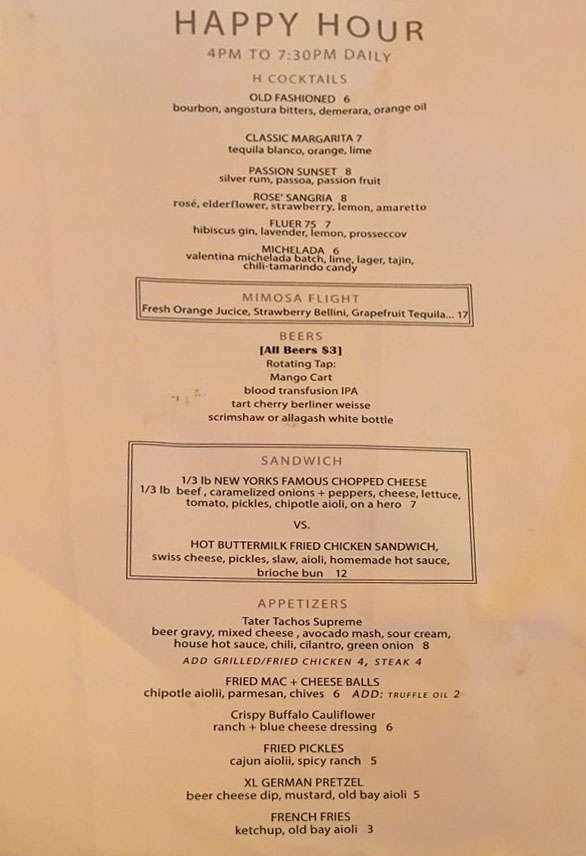 HAPPY HOUR
4PM TO 7:30PM DAILY
H COCKTAILS
OLD FASHIONED 6
bourbon, angostura bitters, demerara, orange oil
CLASSIC MARGARITA 7
tequila blanco, orange, lime
PASSION SUNSET 8
silver rum, passoa, passion fruit
ROSE' SANGRIA 8
rosé, elderflower, strawberry, lemon, amaretto
FLUER 75 7
hibiscus gin, lavender, lemon, prosseccov
MICHELADA 6
valentina michelada batch, lime, lager, tajin,
chili-tamarindo candy
MIMOSA FLIGHT
Fresh Orange Jucice, Strawberry Bellini, Grapefruit Tequila... 17
BEERS
[All Beers $3]
Rotating Tap:
Mango Cart
blood transfusion IPA
tart cherry berliner weisse
scrimshaw or allagash white bottle
SANDWICH
1/3 lb NEW YORKS FAMOUS CHOPPED CHEESE
1/3 lb beef , caramelized onions + peppers, cheese, lettuce,
tomato, pickles, chipotle aioli, on a hero 7
VS.
HOT BUTTERMILK FRIED CHICKEN SANDWICH,
swiss cheese, pickles, slaw, aioli, homemade hot sauce,
brioche bun 12
APPETIZERS
Tater Tachos Supreme
beer gravy, mixed cheese , avocado mash, sour cream,
house hot sauce, chili, cilantro, green onion 8
ADD GRILLED/FRIED CHICKEN 4, STEAK 4
FRIED MAC + CHEESE BALLS
chipotle aiolii, parmesan, chives 6 ADD: TRUFFLE OIL 2
Crispy Buffalo Cauliflower
ranch + blue cheese dressing 6
FRIED PICKLES
cajun aiolii, spicy ranch 5
XL GERMAN PRETZEL
beer cheese dip, mustard, old bay aioli 5
FRENCH FRIES
ketchup, old bay aioli 3